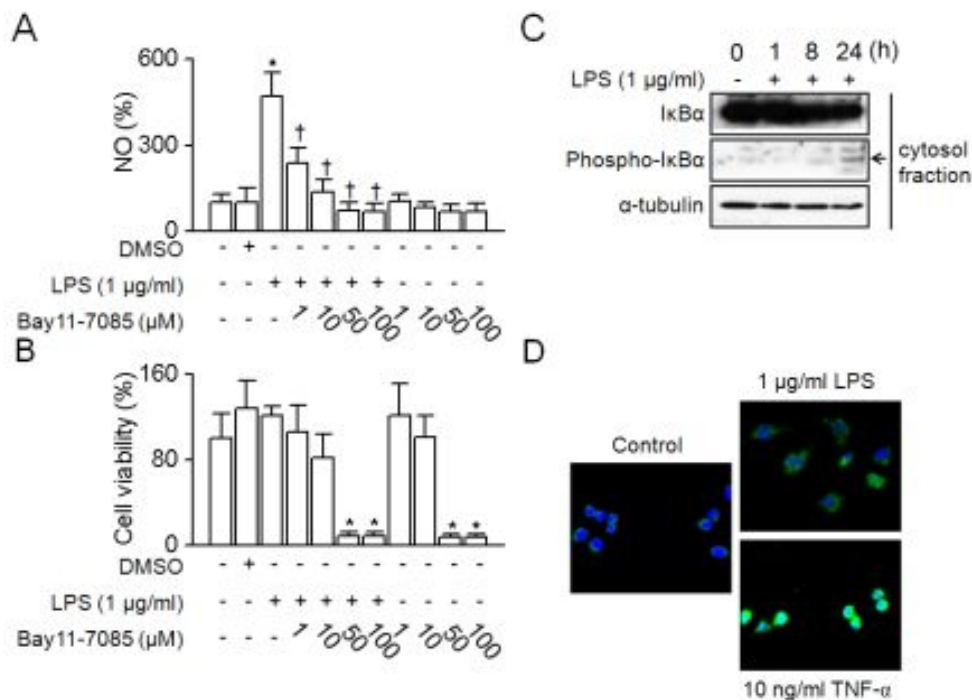 A
600
*
300
†
†
†
†
0
NO (%)
DMSO - + - - - - - - - - -
LPS (1 µg/ml) - - + + + + + - - - -
Bay11-7085 (µM) - - - 1 10 50 100 1 10 50 100
B
160
80
* * * *
0
Cell viability (%)
DMSO - + - - - - - - - - -
LPS (1 µg/ml) - - + + + + + - - - -
Bay11-7085 (µM) - - - 1 10 50 100 1 10 50 100
C
0 1 8 24 (h)
LPS (1 µg/ml) - + + +
IκBα
Phospho-IκBα
α-tubulin
cytosol
fraction
D
1 µg/ml LPS
Control
10 ng/ml TNF-α